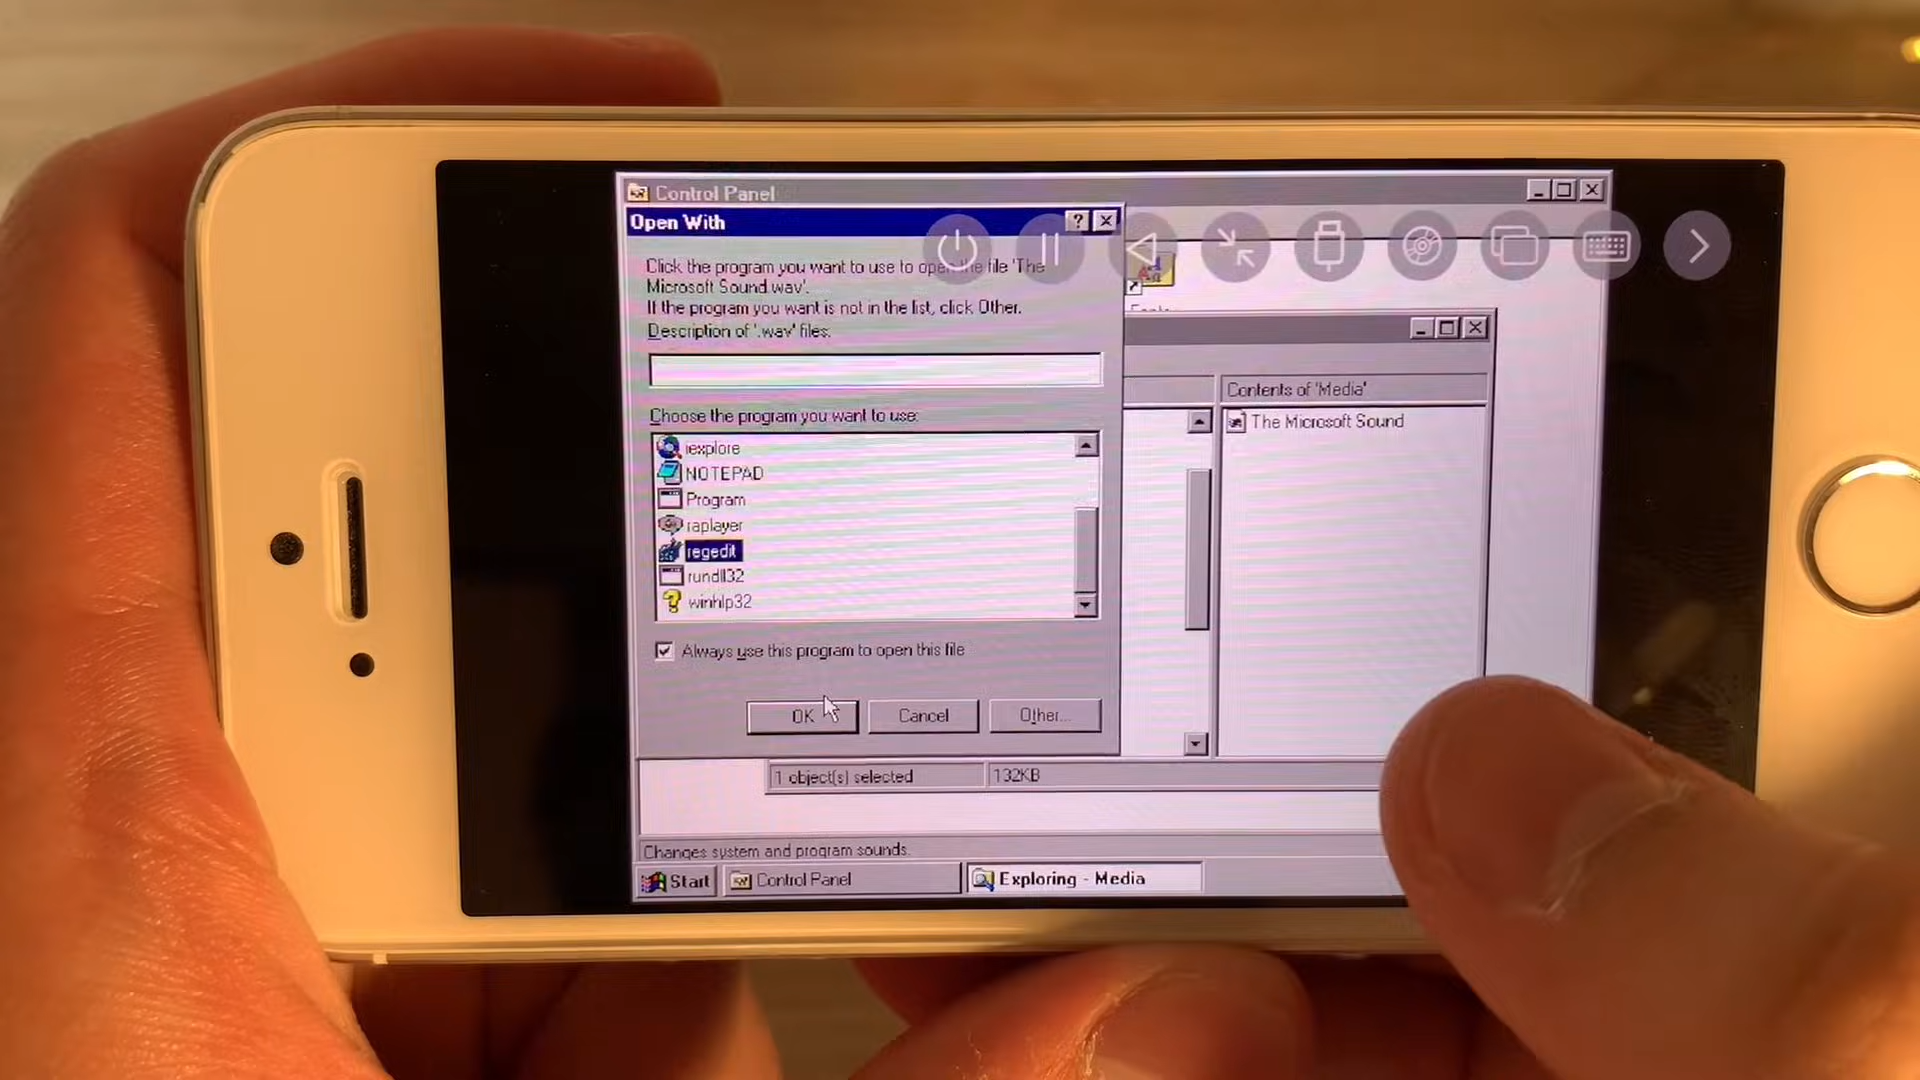 Control Panel
Open With
Click the program you want to use to open the file 'The
Microsoft Sound.wav'.
If the program you want is not in the list, click Other.
Description of '.wav' files:
Choose the program you want to use:
iexplore
NOTEPAD
Program
raplayer
regedit
rundll32
winhlp32
Always use this program to open this file
OK
Cancel
Other...
Contents of 'Media'
The Microsoft Sound
1 object(s) selected
132KB
Changes system and program sounds.
Start
Control Panel
Exploring - Media